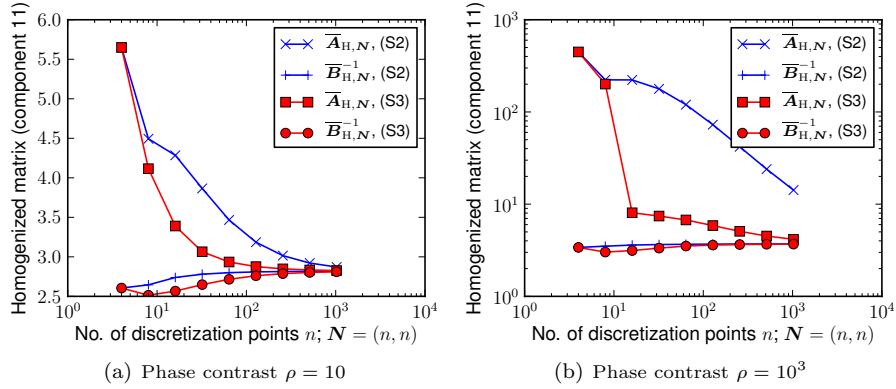 6.0
5.5
5.0
4.5
4.0
3.5
3.0
2.5
Homogenized matrix (component 11)
A̅_{H,N}, (S2)
B̅^{-1}_{H,N}, (S2)
A̅_{H,N}, (S3)
B̅^{-1}_{H,N}, (S3)
10^0 10^1 10^2 10^3 10^4
No. of discretization points n; N = (n, n)
(a) Phase contrast ρ = 10
10^3
10^2
10^1
10^0
Homogenized matrix (component 11)
A̅_{H,N}, (S2)
B̅^{-1}_{H,N}, (S2)
A̅_{H,N}, (S3)
B̅^{-1}_{H,N}, (S3)
10^0 10^1 10^2 10^3 10^4
No. of discretization points n; N = (n, n)
(b) Phase contrast ρ = 10^3